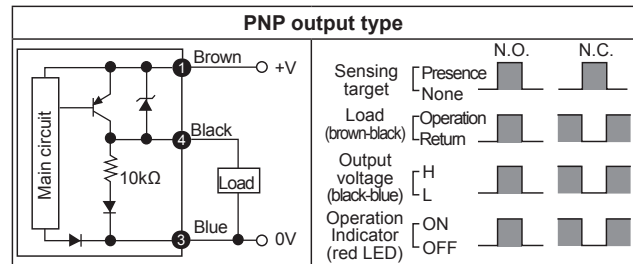 PNP output type
Main circuit
10kΩ
1
Brown
+V
4
Black
Load
3
Blue
0V
N.O.
N.C.
Sensing target
Presence
None
Load
(brown-black)
Operation
Return
Output voltage
(black-blue)
H
L
Operation Indicator
(red LED)
ON
OFF